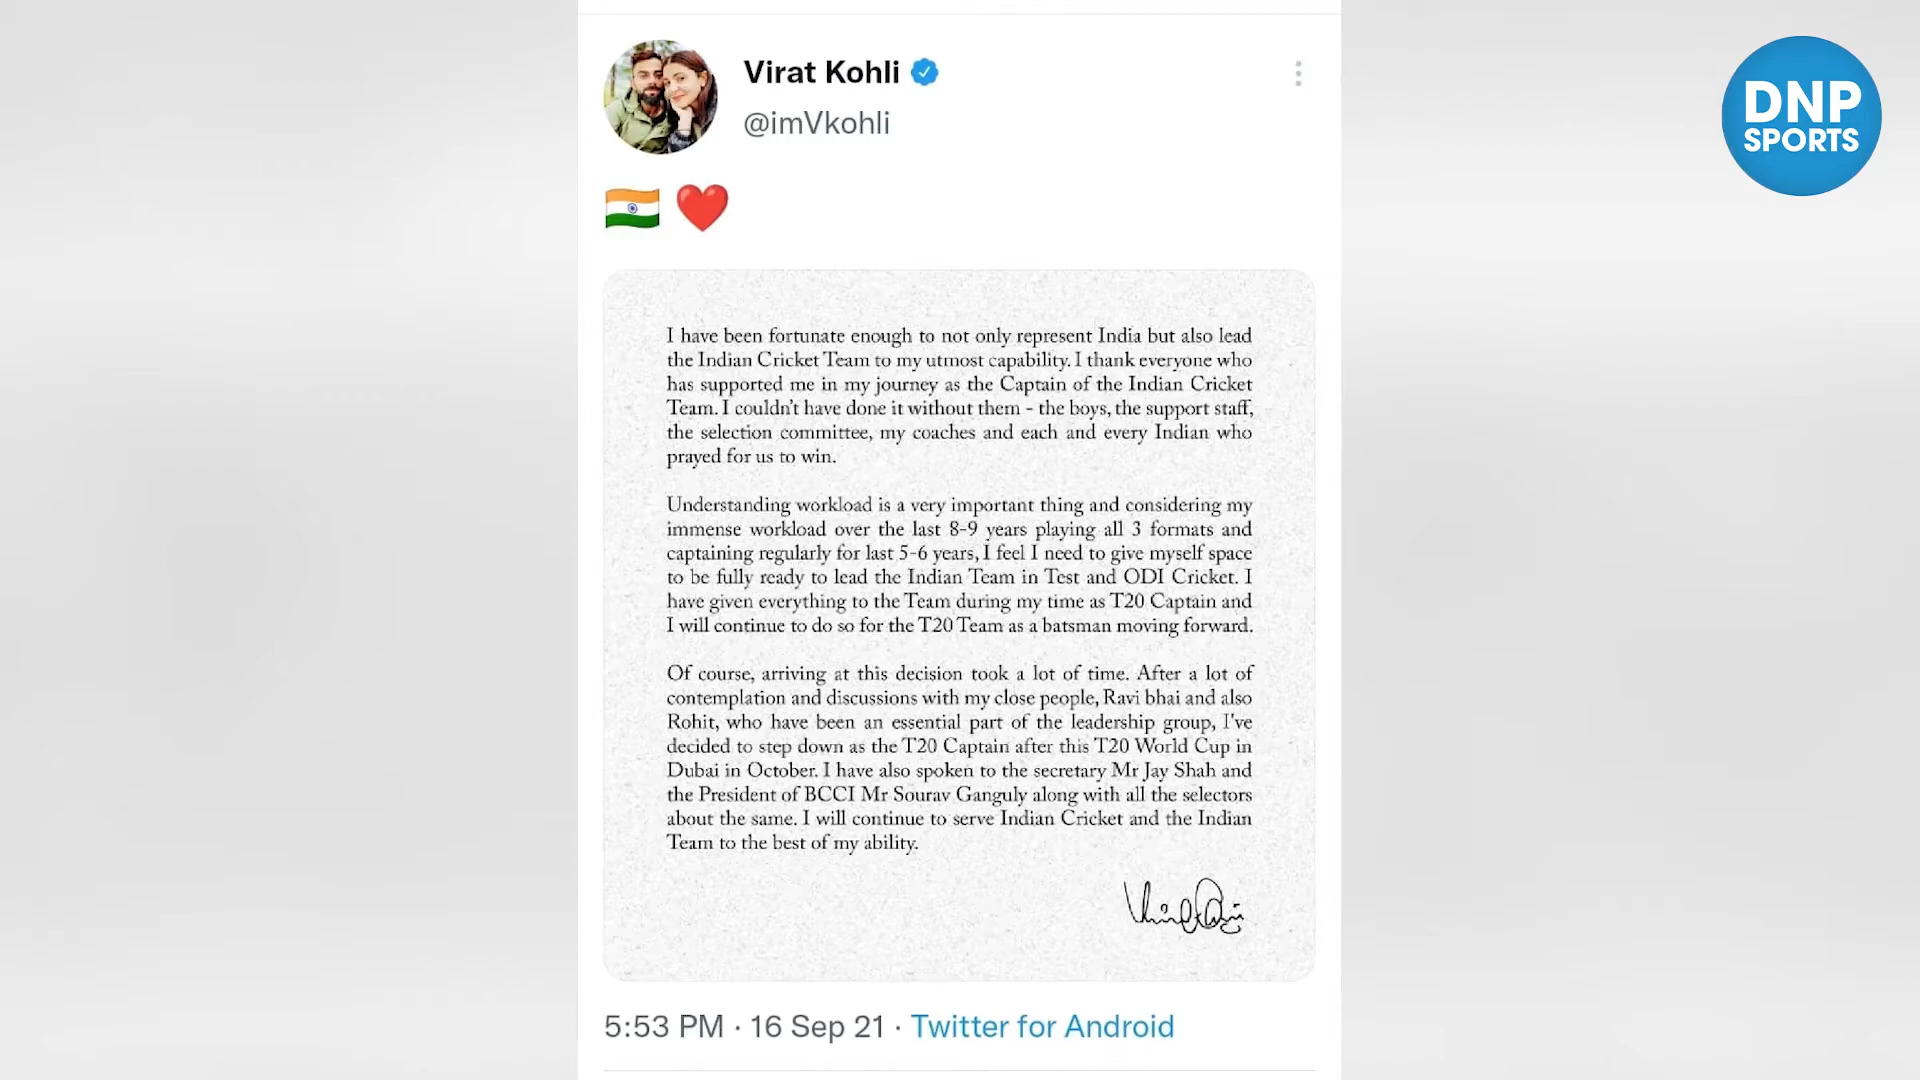 Virat Kohli
@imVkohli
DNP
SPORTS
I have been fortunate enough to not only represent India but also lead
the Indian Cricket Team to my utmost capability. I thank everyone who
has supported me in my journey as the Captain of the Indian Cricket
Team. I couldn't have done it without them - the boys, the support staff,
the selection committee, my coaches and each and every Indian who
prayed for us to win.
Understanding workload is a very important thing and considering my
immense workload over the last 8-9 years playing all 3 formats and
captaining regularly for last 5-6 years, I feel I need to give myself space
to be fully ready to lead the Indian Team in Test and ODI Cricket. I
have given everything to the Team during my time as T20 Captain and
I will continue to do so for the T20 Team as a batsman moving forward.
Of course, arriving at this decision took a lot of time. After a lot of
contemplation and discussions with my close people, Ravi bhai and also
Rohit, who have been an essential part of the leadership group, I've
decided to step down as the T20 Captain after this T20 World Cup in
Dubai in October. I have also spoken to the secretary Mr Jay Shah and
the President of BCCI Mr Sourav Ganguly along with all the selectors
about the same. I will continue to serve Indian Cricket and the Indian
Team to the best of my ability.
5:53 PM · 16 Sep 21 · Twitter for Android